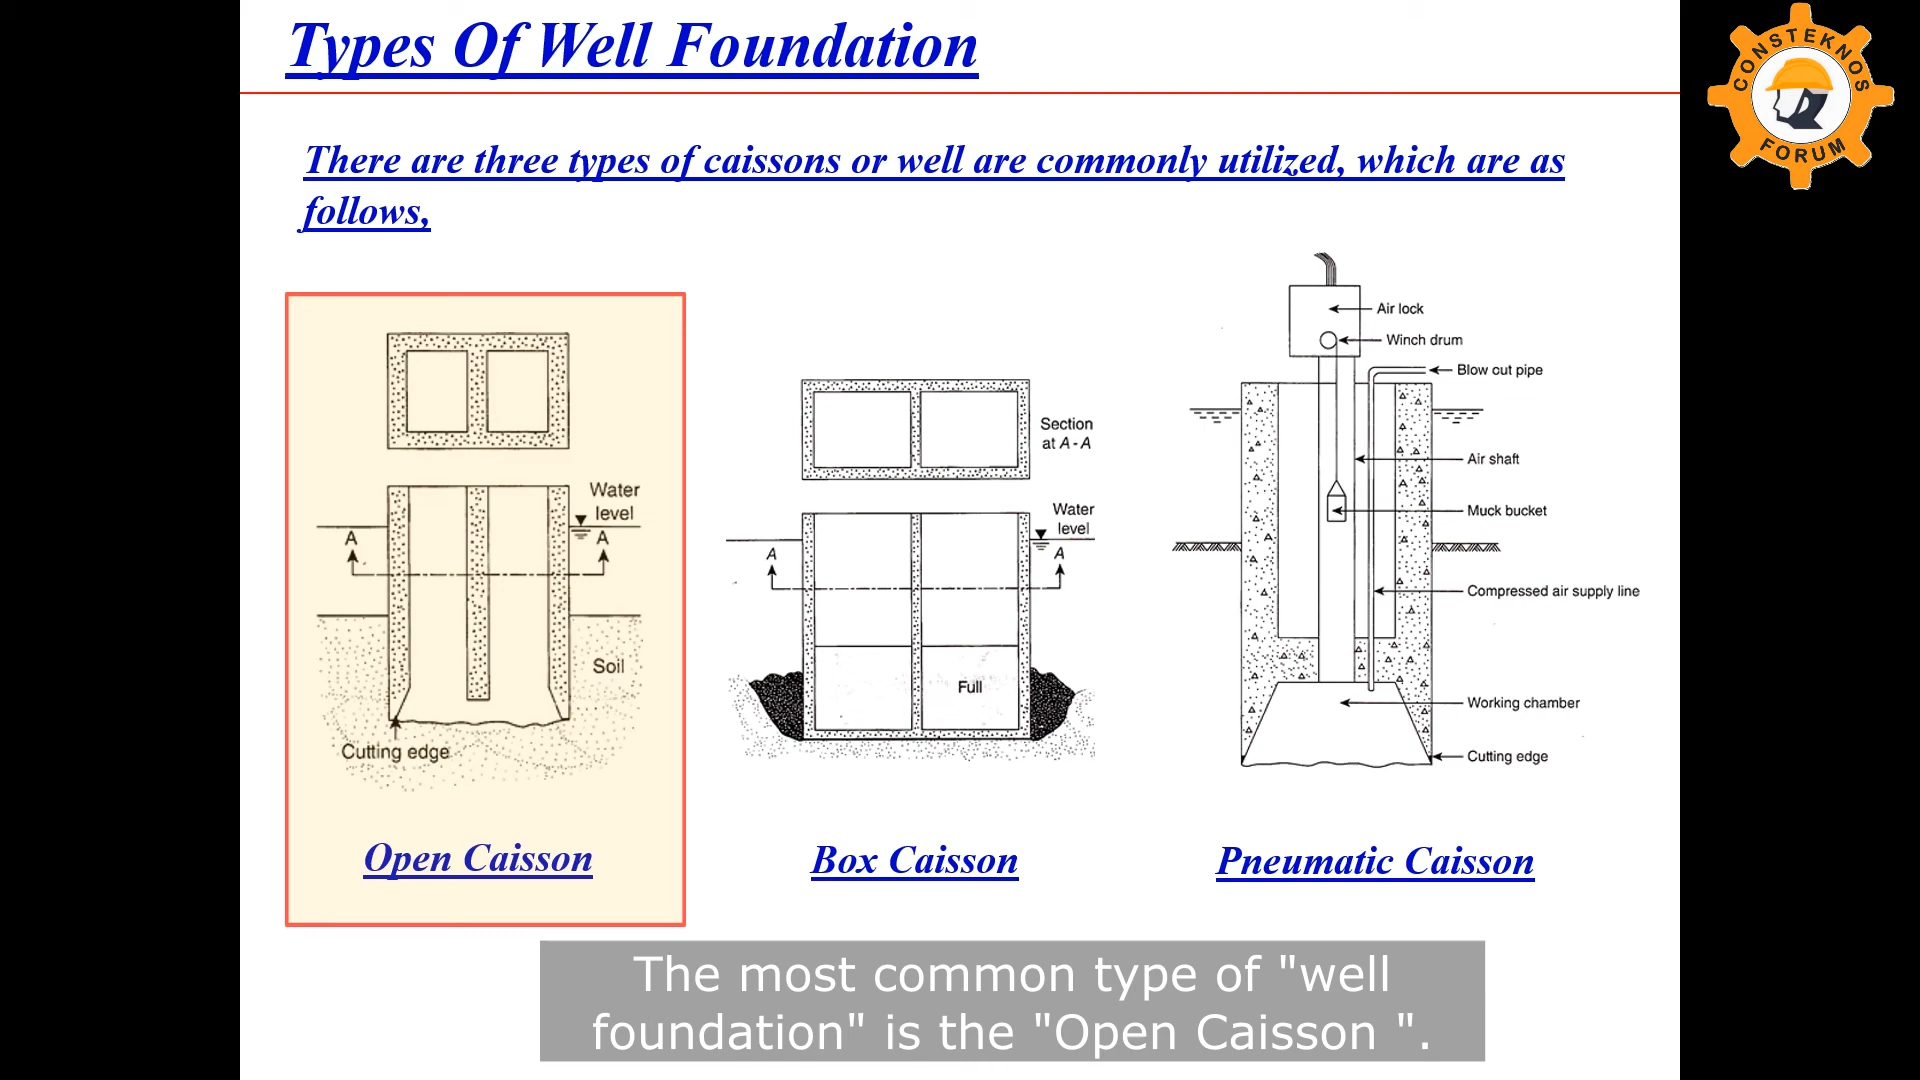 Types Of Well Foundation
CONSTEKNOS
FORUM
There are three types of caissons or well are commonly utilized, which are as
follows,
Water
level
A
A
Soil
Cutting edge
Open Caisson
Section
at A - A
Water
level
A
A
Full
Box Caisson
Air lock
Winch drum
Blow cut pipe
Air shaft
Muck bucket
Compressed air supply line
Working chamber
Cutting edge
Pneumatic Caisson
The most common type of "well
foundation" is the "Open Caisson ".